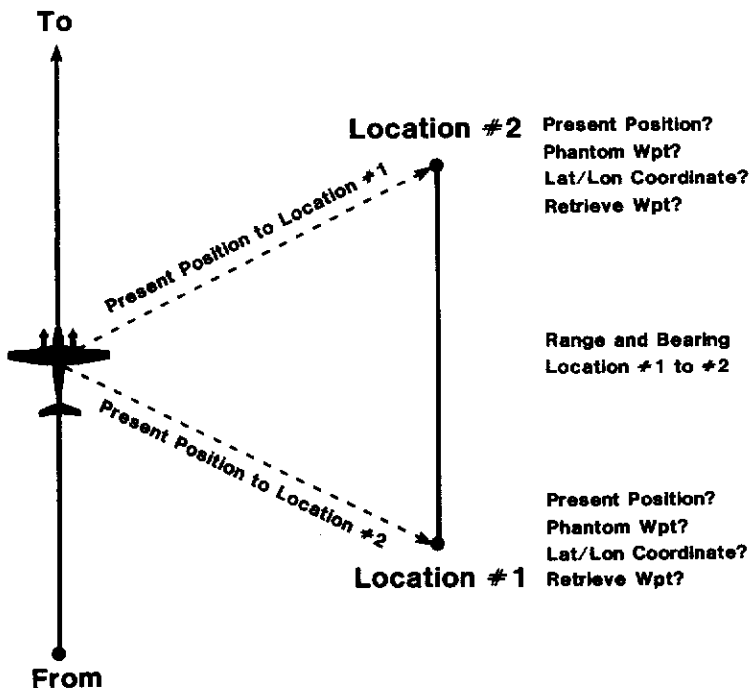 To
Location #2
Present Position?
Phantom Wpt?
Lat/Lon Coordinate?
Retrieve Wpt?
Present Position to Location #1
Range and Bearing
Location #1 to #2
Present Position to Location #2
Present Position?
Phantom Wpt?
Lat/Lon Coordinate?
Location #1
Retrieve Wpt?
From